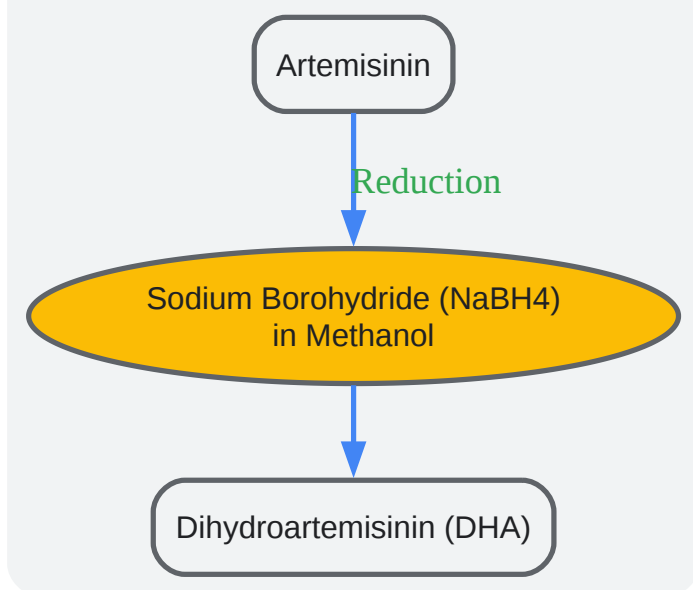 Artemisinin
Reduction
Sodium Borohydride (NaBH4)
in Methanol
Dihydroartemisinin (DHA)